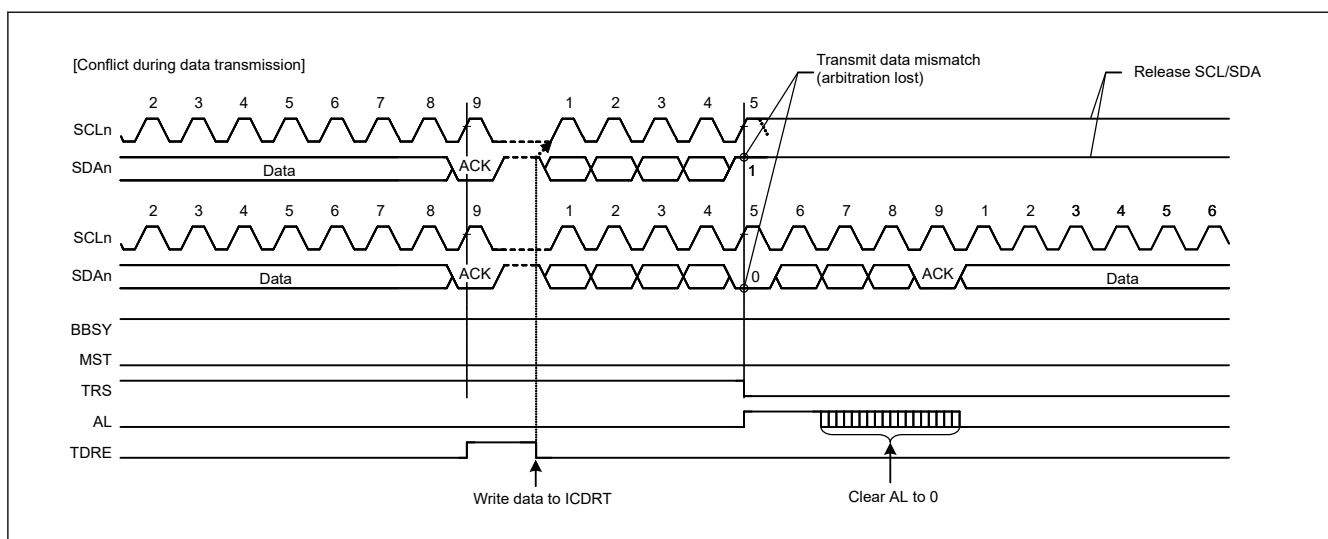 [Conflict during data transmission]
Transmit data mismatch
(arbitration lost)
Release SCL/SDA
2 3 4 5 6 7 8 9 1 2 3 4 5
SCLn
SDAn Data ACK 1
2 3 4 5 6 7 8 9 1 2 3 4 5 6 7 8 9 1 2 3 4 5 6
SCLn
SDAn Data ACK 0 ACK Data
BBSY
MST
TRS
AL
TDRE
Write data to ICDRT Clear AL to 0